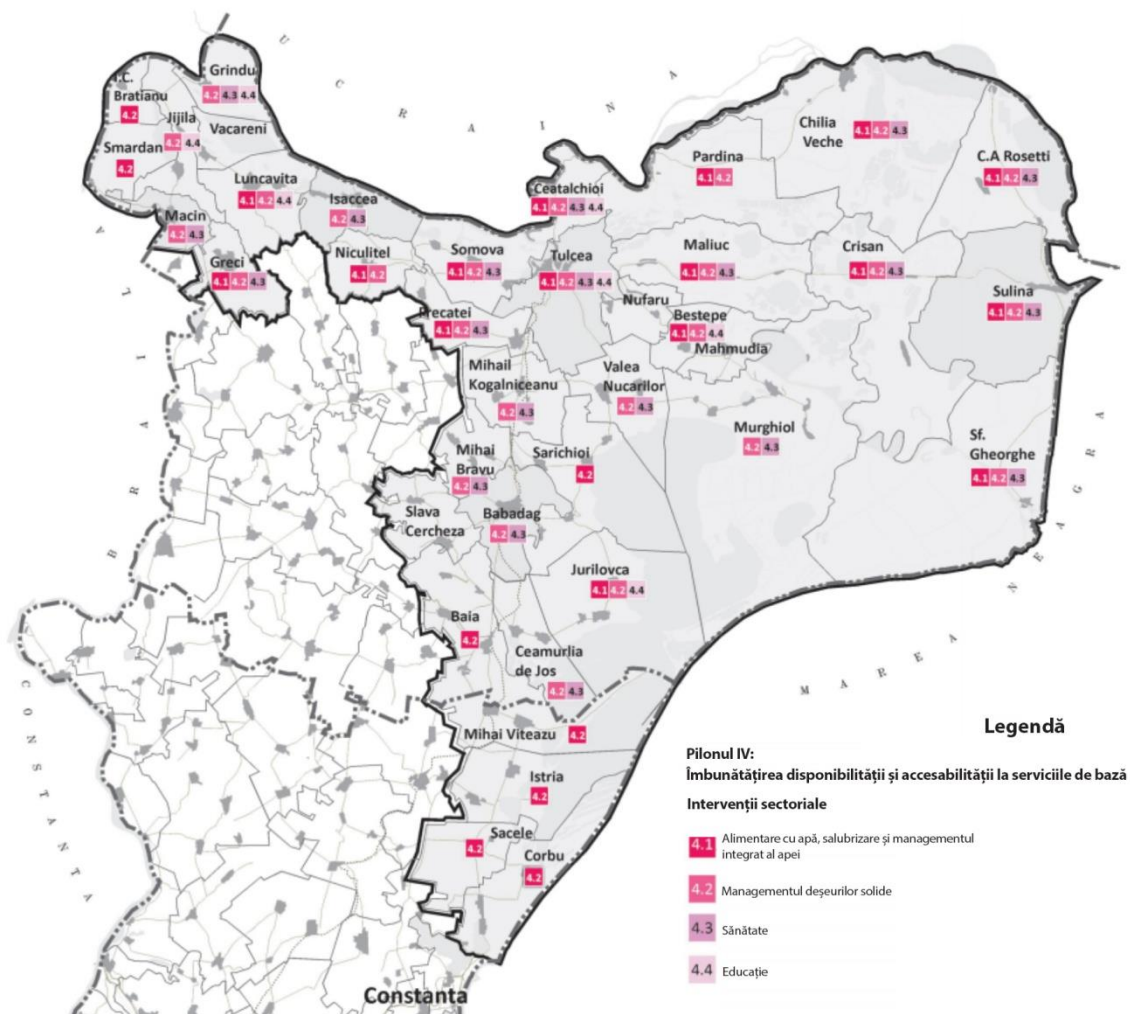 U C R A I N A
Grindu
4.2 4.3 4.4
I.C.
Bratianu
4.2
Jijila
4.2 4.4
Vacareni
Smardan
4.2
Luncavita
4.1 4.2 4.4
Isaccea
4.2 4.3
Macin
4.2 4.3
Greci
4.1 4.2 4.3
Niculitel
4.1 4.2
Somova
4.1 4.2 4.3
Ceatalchioi
4.1 4.2 4.3 4.4
Tulcea
4.1 4.2 4.3 4.4
Pardina
4.1 4.2
Chilia
Veche
4.1 4.2 4.3
C.A Rosetti
4.1 4.2 4.3
Maliuc
4.1 4.2 4.3
Crisan
4.1 4.2 4.3
Sulina
4.1 4.2 4.3
Nufaru
Bestepe
4.1 4.2 4.4
Mahmudia
Frecatei
4.1 4.2 4.3
Mihail
Kogalniceanu
4.2 4.3
Valea
Nucarilor
4.2 4.3
Murghiol
4.2 4.3
Sf.
Gheorghe
4.1 4.2 4.3
Mihai
Bravu
4.2 4.3
Sarichioi
4.2
Slava
Cercheza
Babadag
4.2 4.3
Jurilovca
4.1 4.2 4.4
Baia
4.2
Ceamurlia
de Jos
4.2 4.3
Mihai Viteazu
4.2
Istria
4.2
Sacele
4.2
Corbu
4.2
Constanta
B R A I L A
C O N S T A N T A
M A R E A N E A G R A
Legendă
Pilonul IV:
Îmbunătățirea disponibilității și accesabilității la serviciile de bază
Intervenții sectoriale
4.1 Alimentare cu apă, salubrizare și managementul
integrat al apei
4.2 Managementul deșeurilor solide
4.3 Sănătate
4.4 Educație